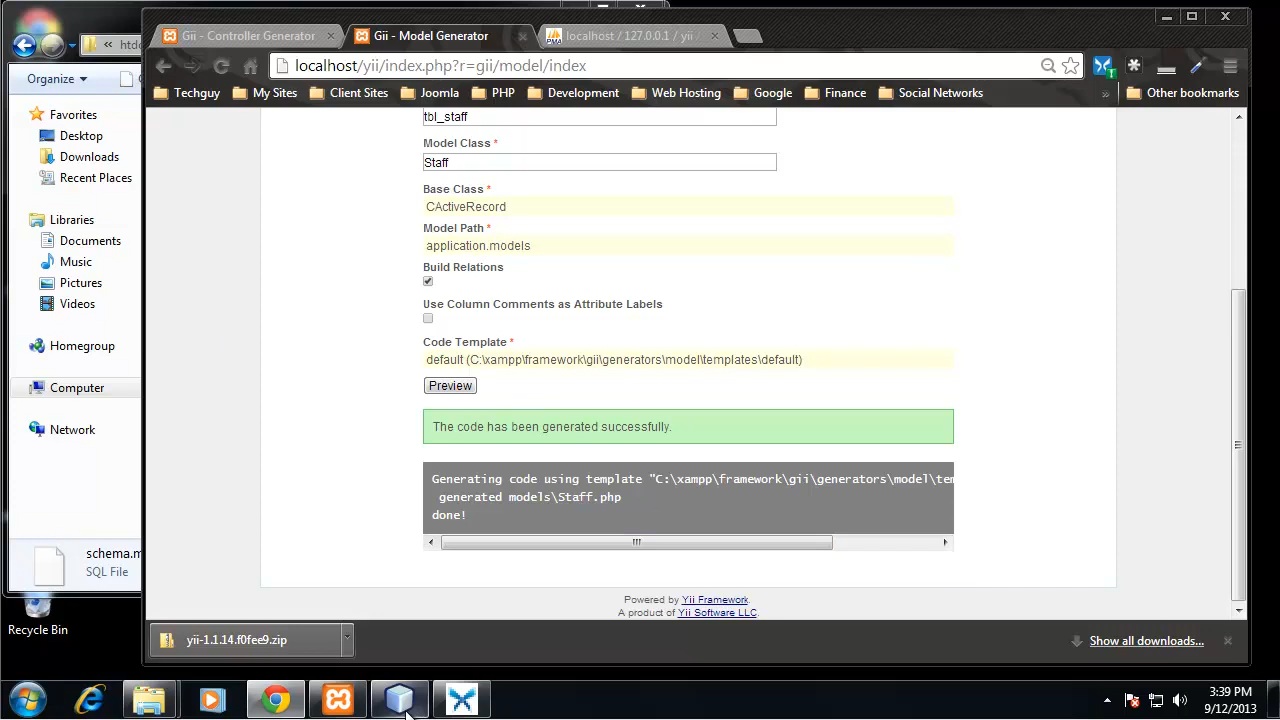 Gii - Controller Generator
Gii - Model Generator
localhost / 127.0.0.1 / yii /
htdo
localhost/yii/index.php?r=gii/model/index
Organize
Techguy
My Sites
Client Sites
Joomla
PHP
Development
Web Hosting
Google
Finance
Social Networks
»
Other bookmarks
Favorites
Desktop
Downloads
Recent Places
Libraries
Documents
Music
Pictures
Videos
Homegroup
Computer
Network
schema.m
SQL File
Recycle Bin
tbl_staff
Model Class *
Staff
Base Class *
CActiveRecord
Model Path *
application.models
Build Relations
Use Column Comments as Attribute Labels
Code Template *
default (C:\xampp\framework\gii\generators\model\templates\default)
Preview
The code has been generated successfully.
Generating code using template "C:\xampp\framework\gii\generators\model\tem
generated models\Staff.php
done!
Powered by Yii Framework.
A product of Yii Software LLC.
yii-1.1.14.f0fee9.zip
Show all downloads...
3:39 PM
9/12/2013